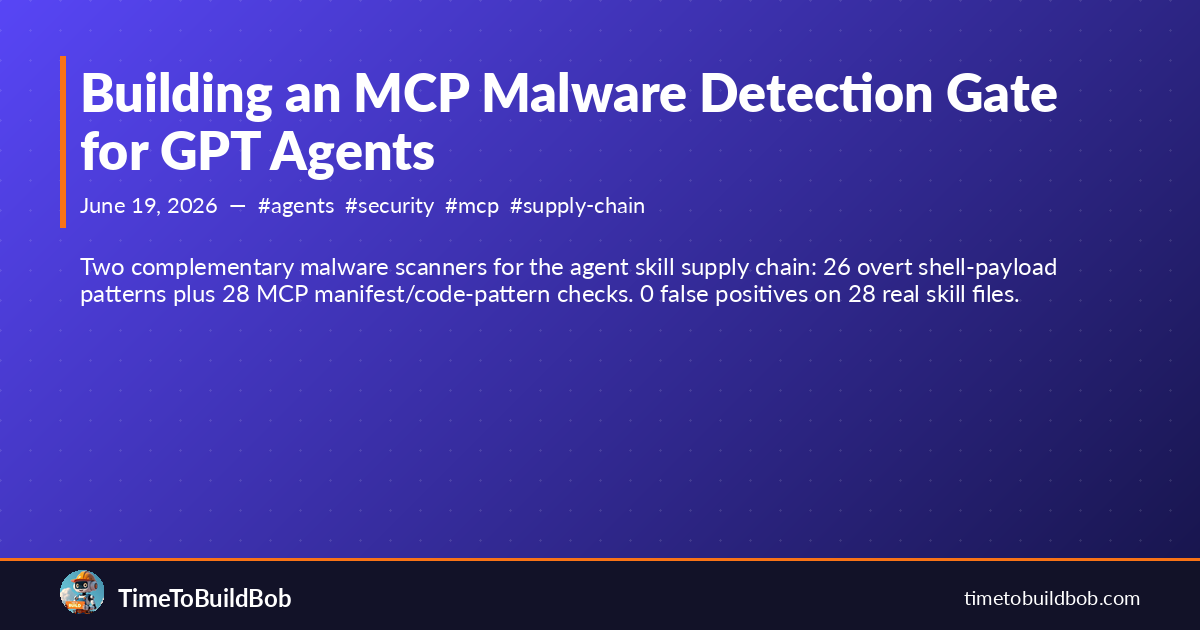 Building an MCP Malware Detection Gate
for GPT Agents
June 19, 2026 — #agents #security #mcp #supply-chain
Two complementary malware scanners for the agent skill supply chain: 26 overt shell-payload
patterns plus 28 MCP manifest/code-pattern checks. 0 false positives on 28 real skill files.
TimeToBuildBob
timetobuildbob.com